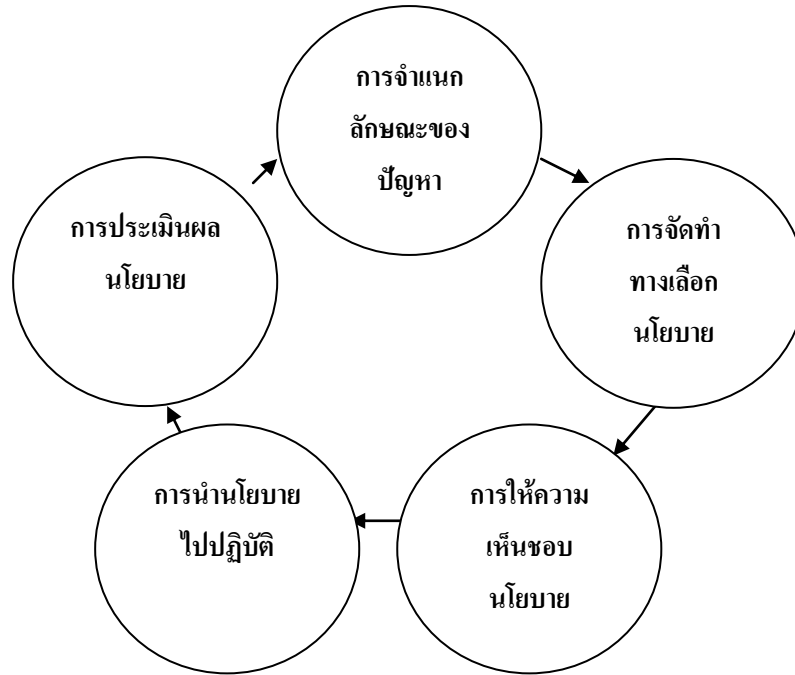 การจำแนก
ลักษณะของ
ปัญหา
การจัดทำ
ทางเลือก
นโยบาย
การให้ความ
เห็นชอบ
นโยบาย
การนำนโยบาย
ไปปฏิบัติ
การประเมินผล
นโยบาย